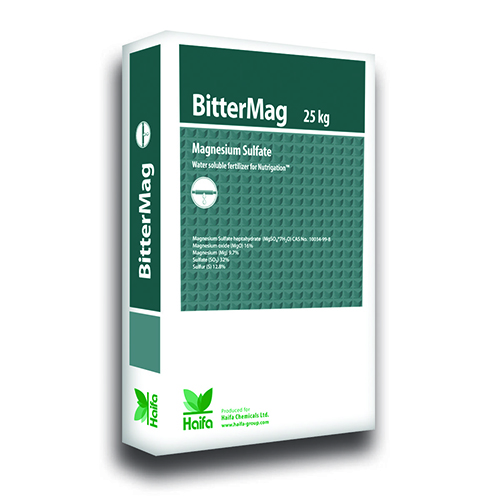 BitterMag 25 kg
Magnesium Sulfate
Water soluble fertilizer for Nutrigation™
Magnesium Sulfate heptahydrate (MgSO₄*7H₂O) CAS No. 10034-99-8
Magnesium oxide (MgO) 16%
Magnesium (Mg) 9.7%
Sulfate (SO₃) 32%
Sulfur (S) 12.8%
Haifa
Produced for
Haifa Chemicals Ltd.
www.haifa-group.com
BitterMag
Haifa